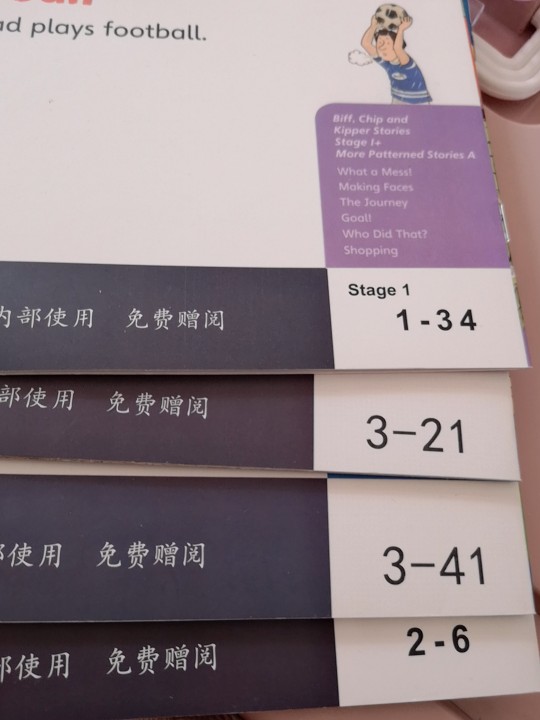 plays football.
Biff, Chip and
Kipper Stories
Stage 1+
More Patterned Stories A
What a Mess!
Making Faces
The Journey
Goal!
Who Did That?
Shopping
Stage 1
内部使用 免费赠阅
1-34
部使用 免费赠阅
3-21
部使用 免费赠阅
3-41
部使用 免费赠阅
2-6